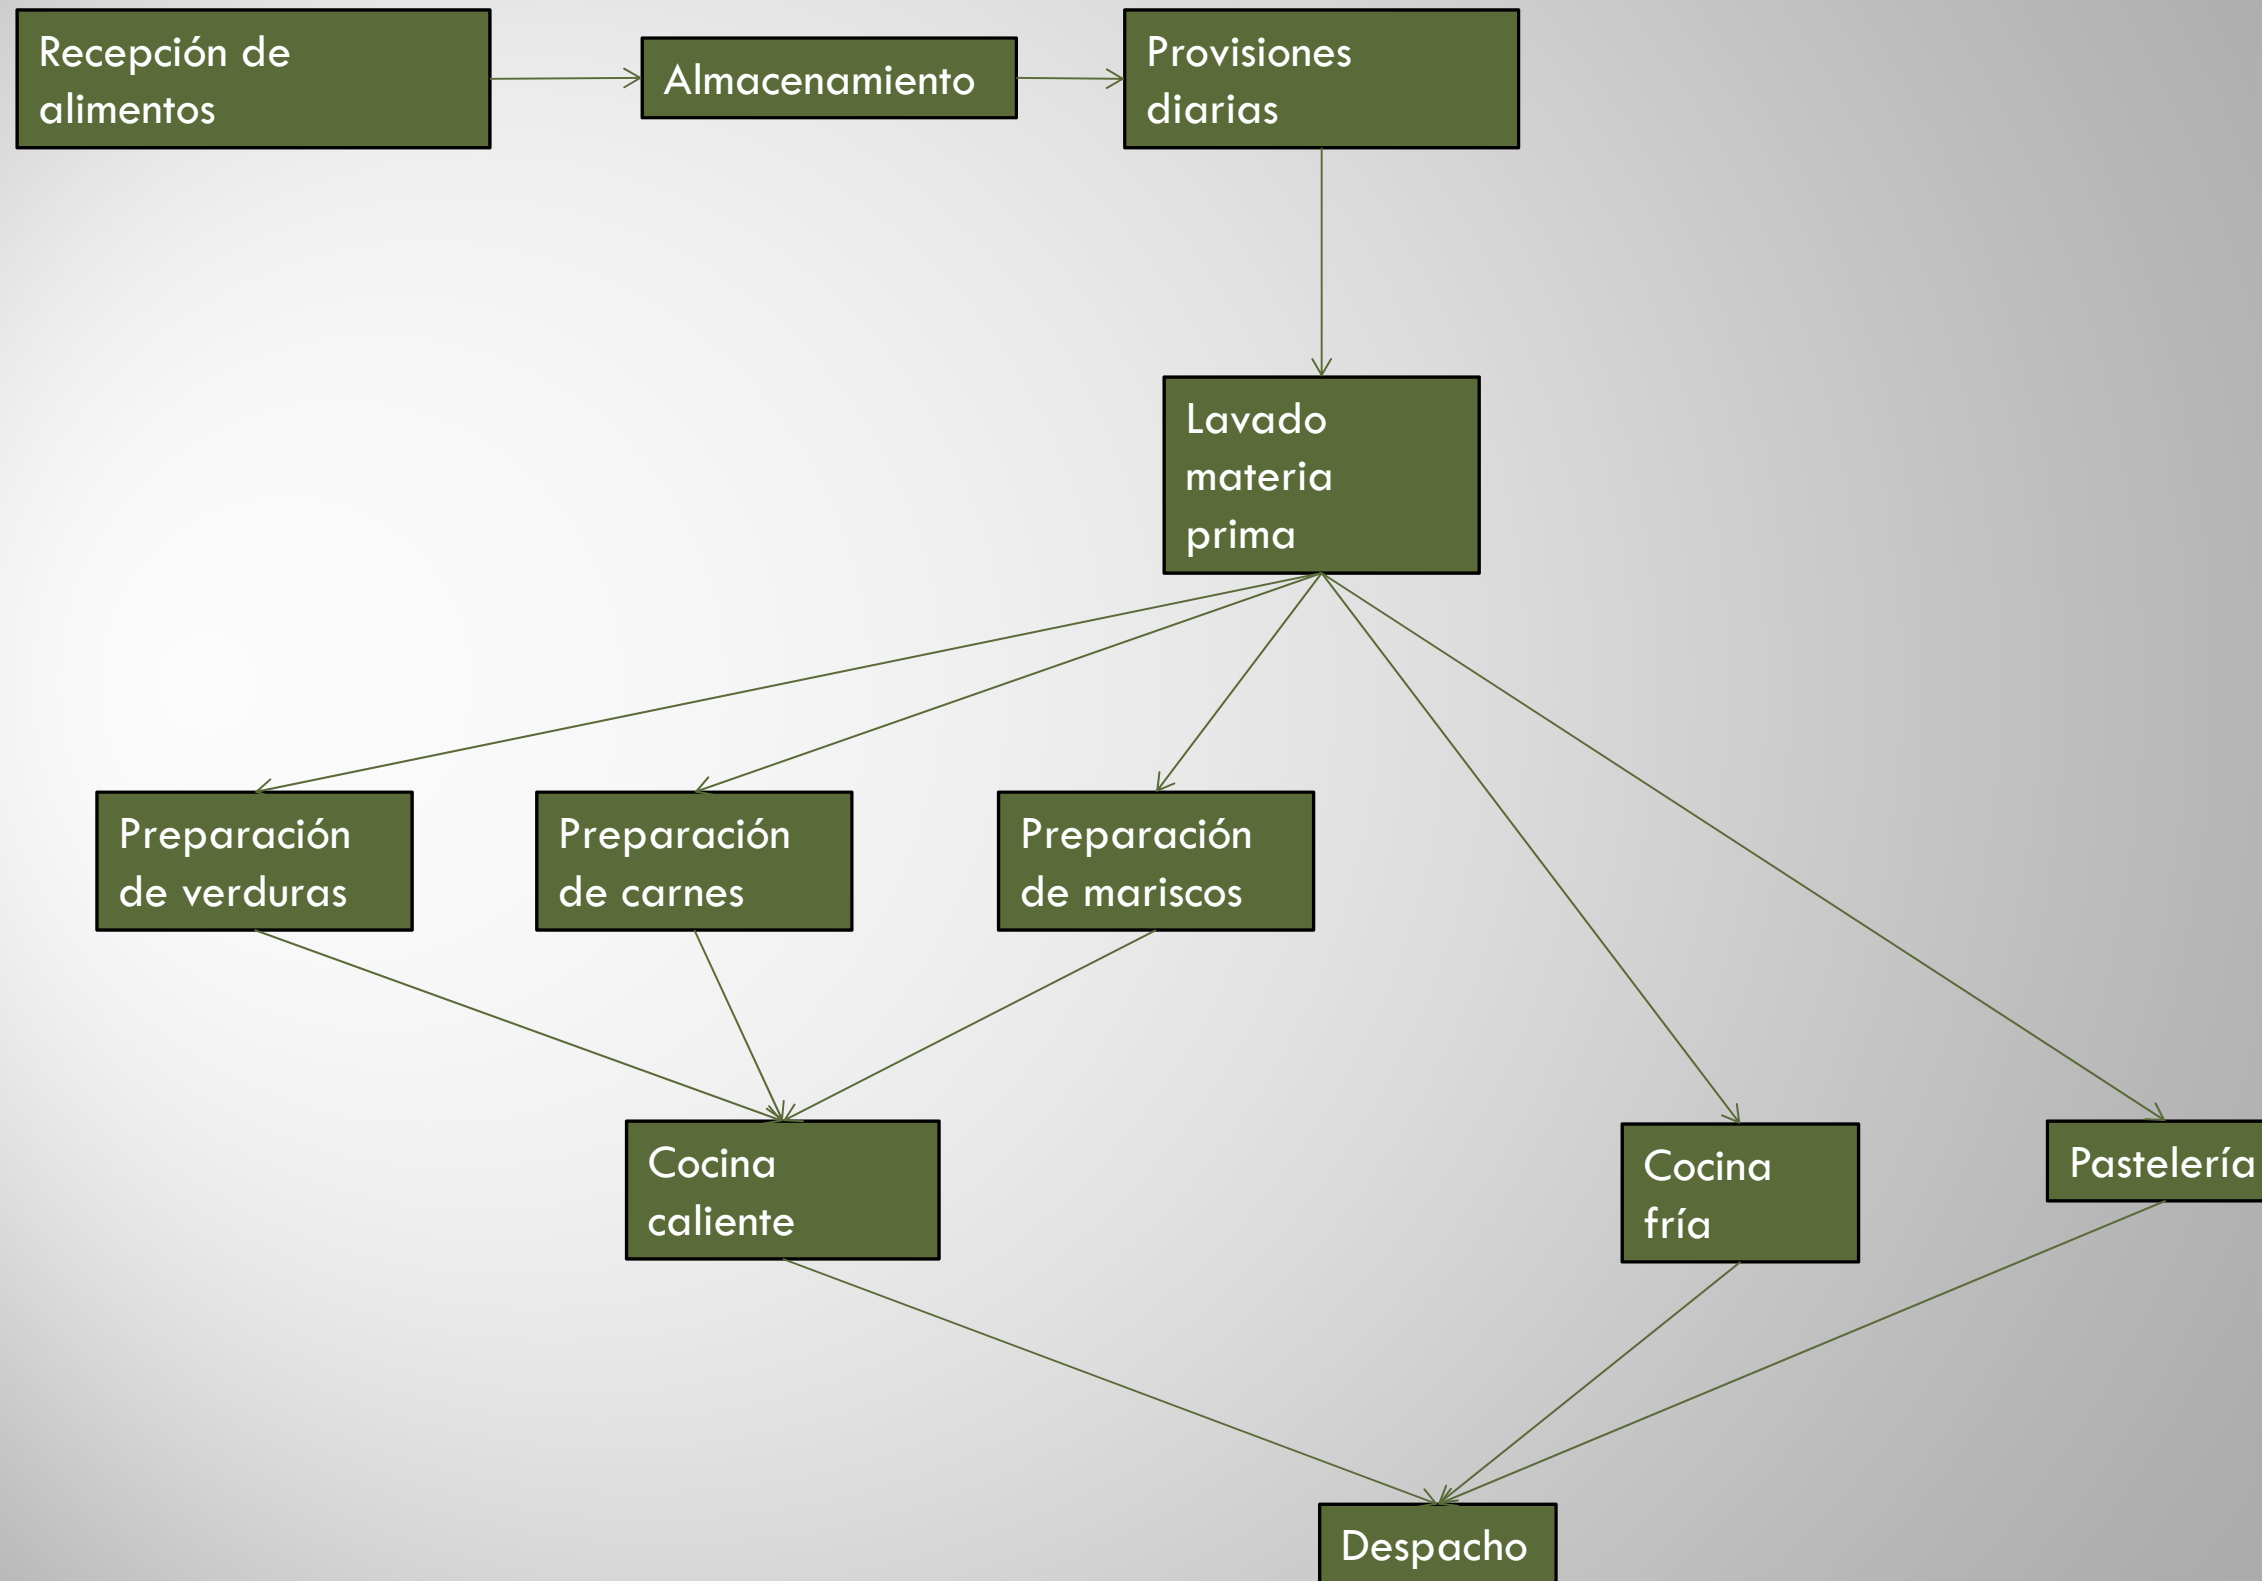 Recepción de
alimentos
Almacenamiento
Provisiones
diarias
Lavado
materia
prima
Preparación
de verduras
Preparación
de carnes
Preparación
de mariscos
Cocina
caliente
Cocina
fría
Pastelería
Despacho